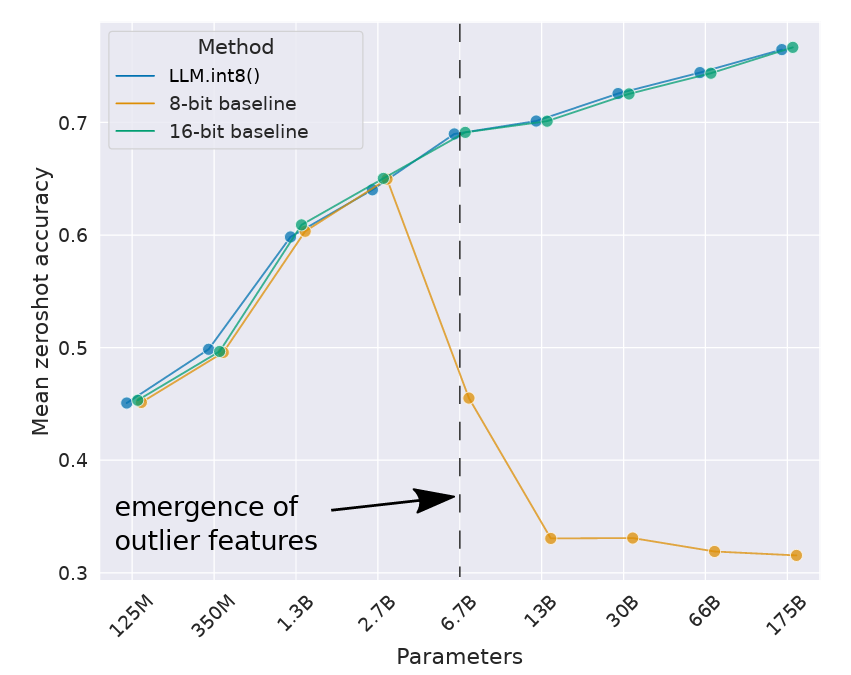 Method
LLM.int8()
8-bit baseline
16-bit baseline
Mean zeroshot accuracy
0.7
0.6
0.5
0.4
0.3
emergence of
outlier features
125M
350M
1.3B
2.7B
6.7B
13B
30B
66B
175B
Parameters